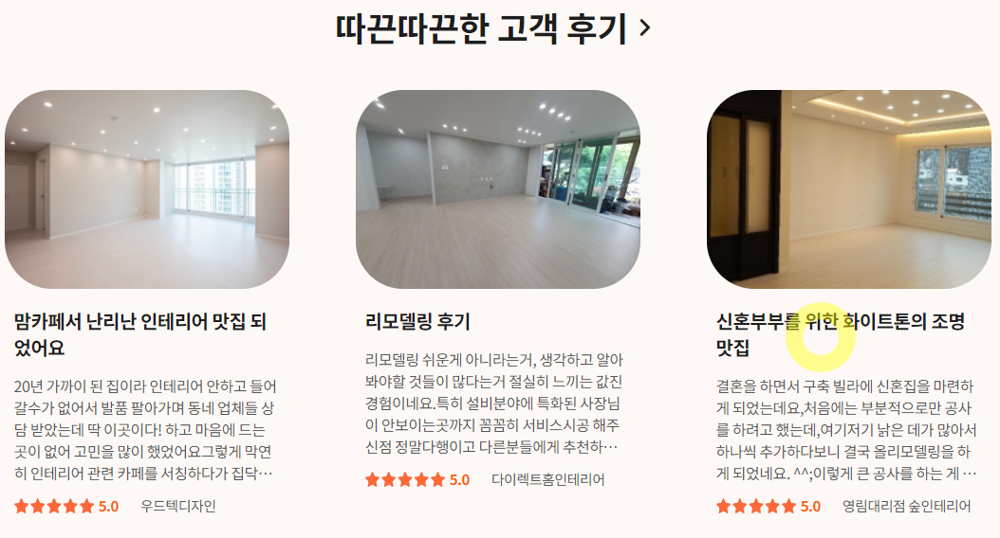 따끈따끈한 고객 후기
맘카페서 난리난 인테리어 맛집 되
었어요
20년 가까이 된 집이라 인테리어 안하고 들어
갈수가 없어서 발품 팔아가며 동네 업체들 상
담 받았는데 딱 이곳이다! 하고 마음에 드는
곳이 없어 고민을 많이 했었어요그렇게 막연
히 인테리어 관련 카페를 서칭하다가 집닥…
5.0 우드텍디자인
리모델링 후기
리모델링 쉬운게 아니라는거, 생각하고 알아
봐야할 것들이 많다는거 절실히 느끼는 값진
경험이네요.특히 설비분야에 특화된 사장님
이 안보이는곳까지 꼼꼼히 서비스시공 해주
신점 정말다행이고 다른분들에게 추천하…
5.0 다이렉트홈인테리어
신혼부부를 위한 화이트톤의 조명
맛집
결혼을 하면서 구축 빌라에 신혼집을 마련하
게 되었는데요,처음에는 부분적으로만 공사
를 하려고 했는데,여기저기 낡은 데가 많아서
하나씩 추가하다보니 결국 올리모델링을 하
게 되었네요. ^^;이렇게 큰 공사를 하는 게 …
5.0 영림대리점 숲인테리어